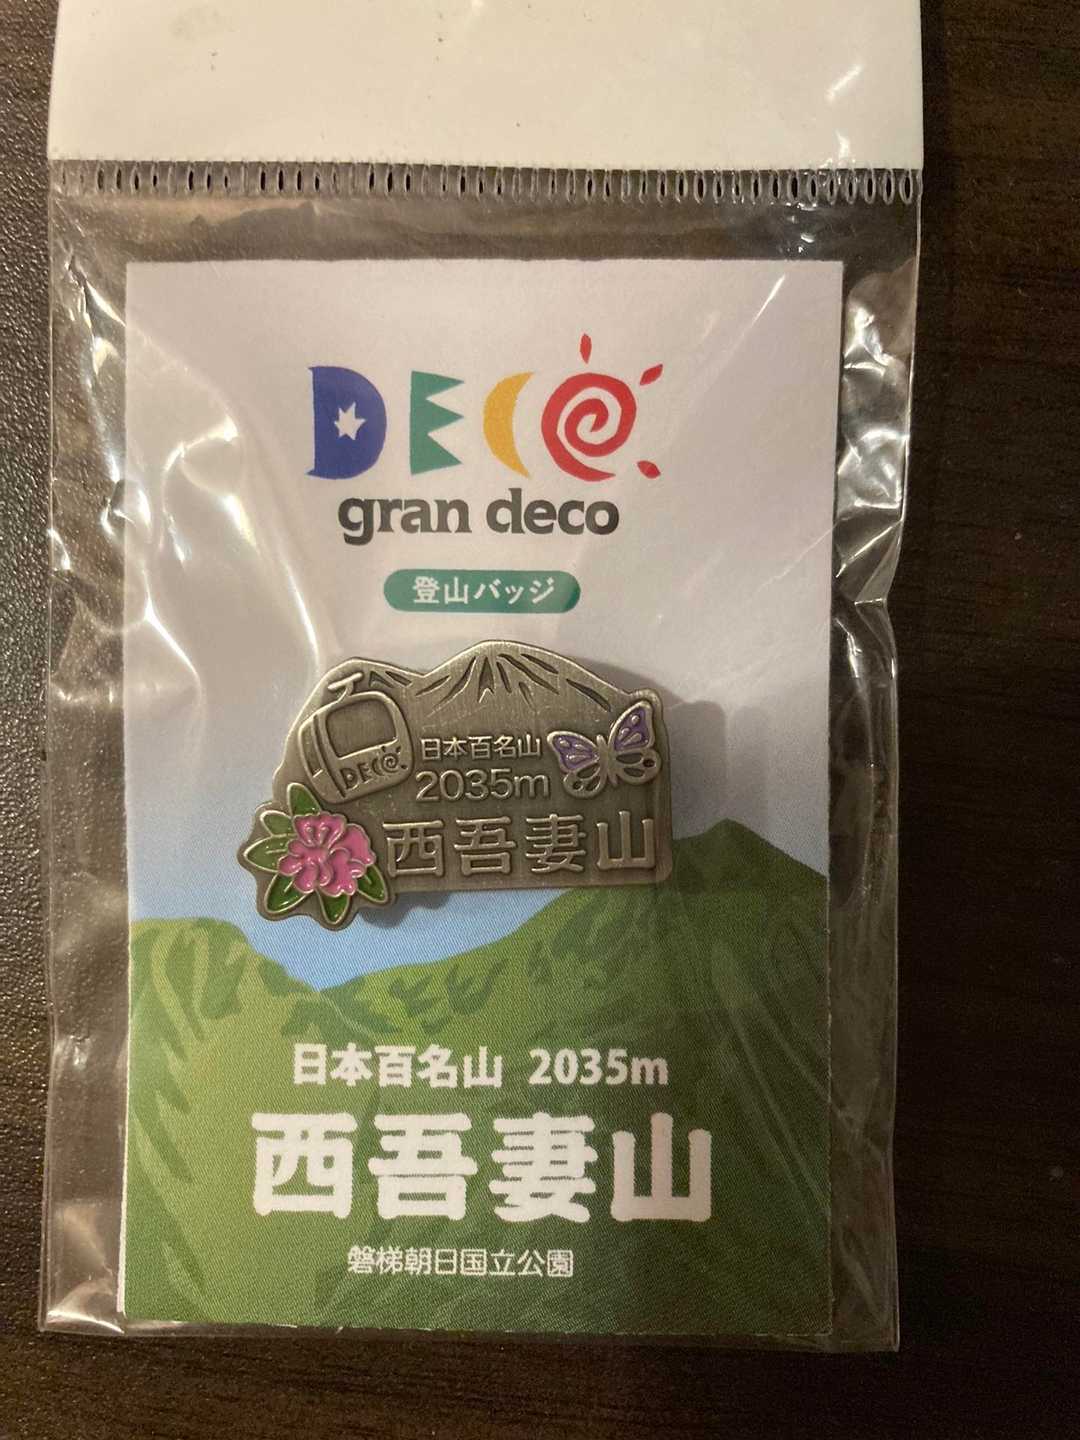 DECO
gran deco
登山バッジ
DECO
日本百名山
2035m
西吾妻山
日本百名山 2035m
西吾妻山
磐梯朝日国立公園